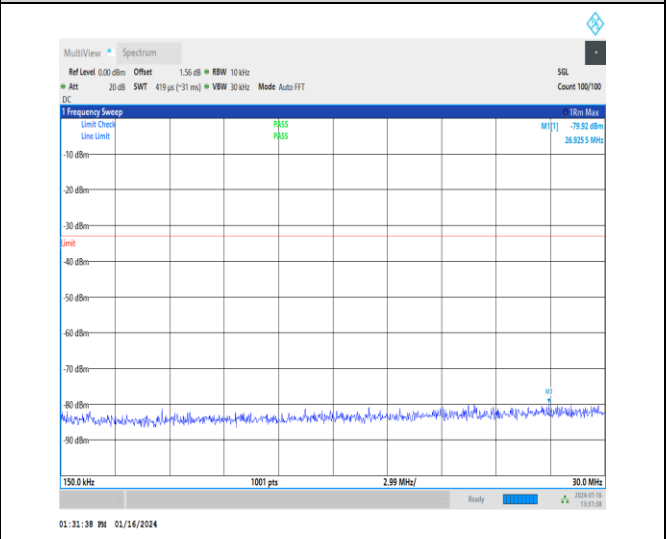 MultiView Spectrum
Ref Level 0.00 dBm Offset 1.56 dB RBW 10 kHz SGL
Att 20 dB SWT 419 µs (~31 ms) VBW 30 kHz Mode Auto FFT Count 100/100
DC
1 Frequency Sweep 1Rm Max
Limit Check PASS M1[1] -79.92 dBm
Line Limit PASS 26.925 5 MHz
-10 dBm
-20 dBm
-30 dBm
Limit
-40 dBm
-50 dBm
-60 dBm
-70 dBm
M1
-80 dBm
-90 dBm
150.0 kHz 1001 pts 2.99 MHz/ 30.0 MHz
Ready 2024-01-16
13:31:38
01:31:38 PM 01/16/2024